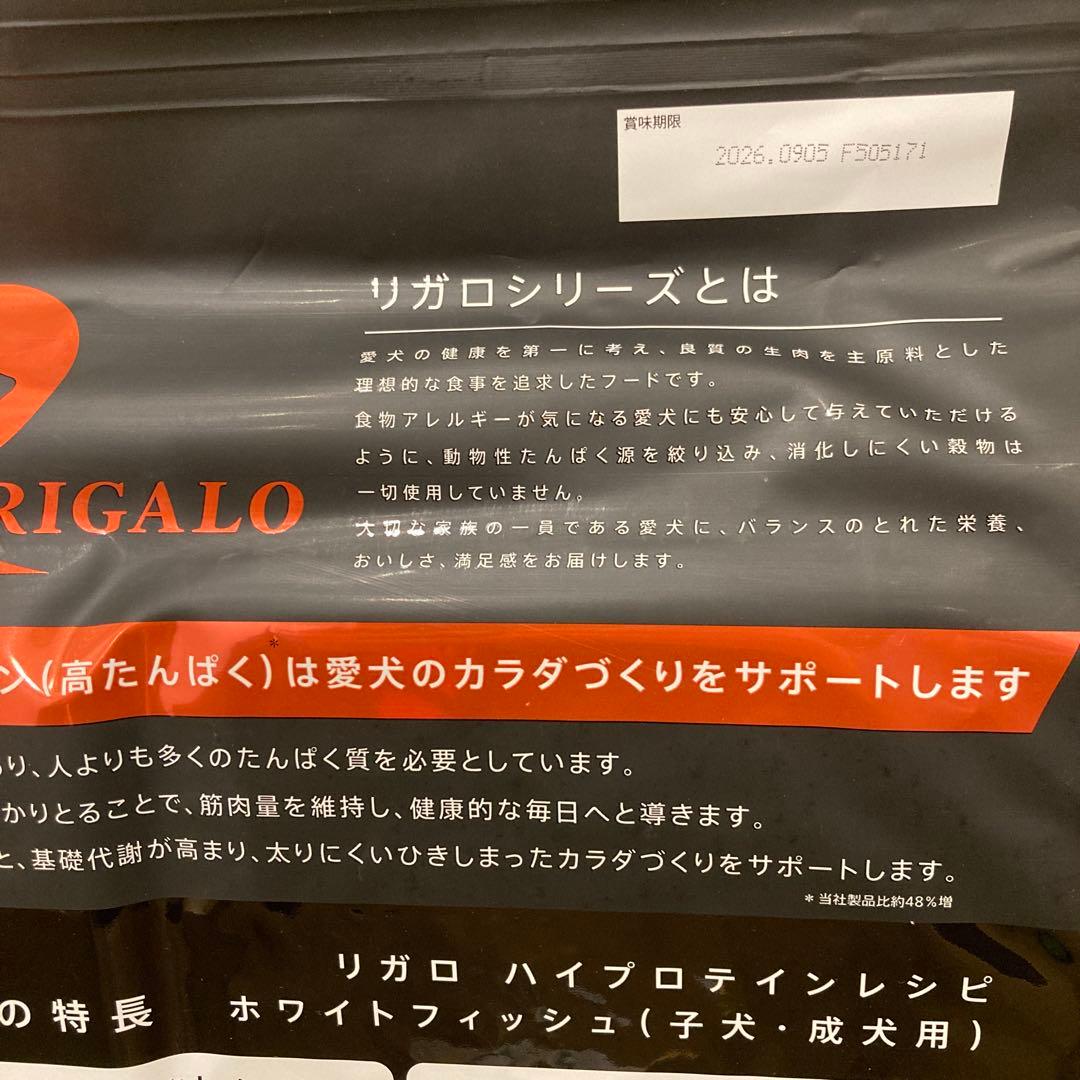 賞味期限
2026.0905 F505171
リガロシリーズとは
愛犬の健康を第一に考え、良質の生肉を主原料とした
理想的な食事を追求したフードです。
食物アレルギーが気になる愛犬にも安心して与えていただける
ように、動物性たんぱく源を絞り込み、消化しにくい穀物は
一切使用していません。
大切な家族の一員である愛犬に、バランスのとれた栄養、
おいしさ、満足感をお届けします。
RIGALO
ン(高たんぱく)*は愛犬のカラダづくりをサポートします
り、人よりも多くのたんぱく質を必要としています。
かりとることで、筋肉量を維持し、健康的な毎日へと導きます。
と、基礎代謝が高まり、太りにくいひきしまったカラダづくりをサポートします。
*当社製品比約48%増
リガロ ハイプロテインレシピ
の特長 ホワイトフィッシュ(子犬・成犬用)